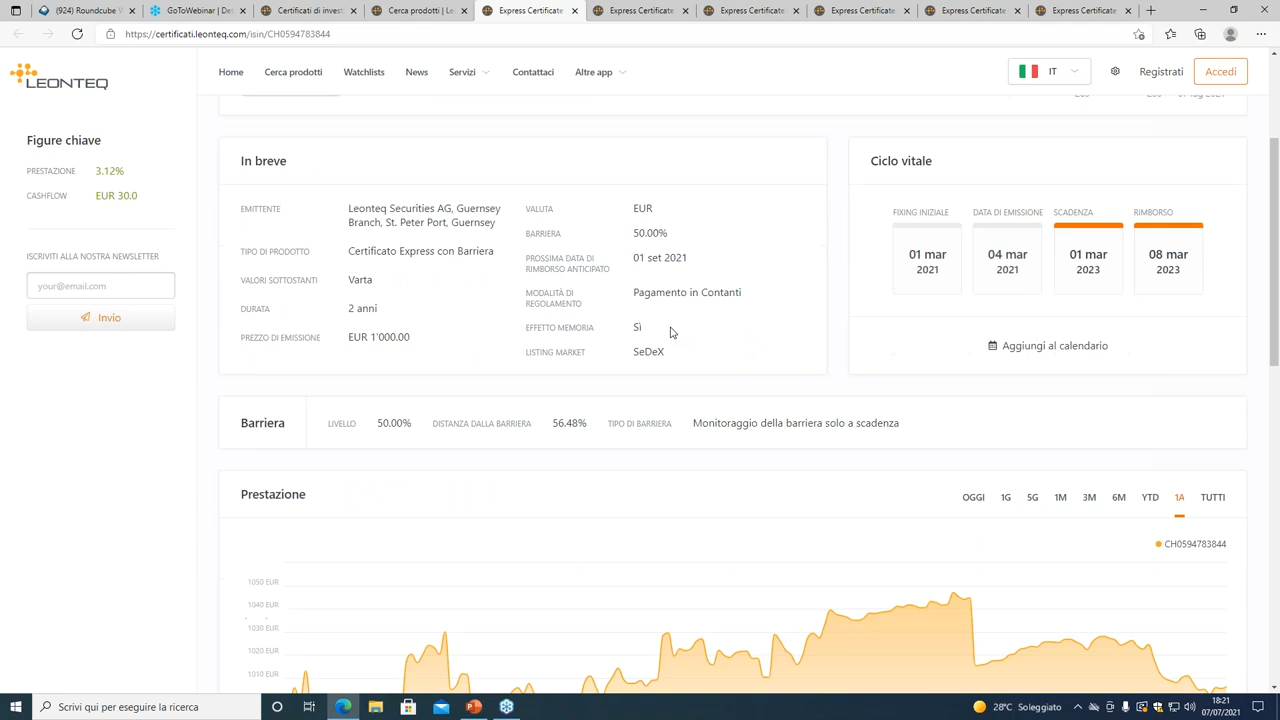 (924) Roundcube W
GoToWebinar | Det
Certificati di invest
Cerca prodotti | Le
Express Certificate
Express Certificate
Express Certificate
Express Certificate
Express Certificate
Express Certificate
https://certificati.leonteq.com/isin/CH0594783844
LEONTEQ
Home
Cerca prodotti
Watchlists
News
Servizi
Contattaci
Altre app
IT
Registrati
Accedi
Figure chiave
PRESTAZIONE 3.12%
CASHFLOW EUR 30.0
ISCRIVITI ALLA NOSTRA NEWSLETTER
your@email.com
Invio
In breve
EMITTENTE Leonteq Securities AG, Guernsey
Branch, St. Peter Port, Guernsey
TIPO DI PRODOTTO Certificato Express con Barriera
VALORI SOTTOSTANTI Varta
DURATA 2 anni
PREZZO DI EMISSIONE EUR 1'000.00
VALUTA EUR
BARRIERA 50.00%
PROSSIMA DATA DI 01 set 2021
RIMBORSO ANTICIPATO
MODALITÀ DI Pagamento in Contanti
REGOLAMENTO
EFFETTO MEMORIA Sì
LISTING MARKET SeDeX
Ciclo vitale
FIXING INIZIALE DATA DI EMISSIONE SCADENZA RIMBORSO
01 mar 04 mar 01 mar 08 mar
2021 2021 2023 2023
Aggiungi al calendario
Barriera LIVELLO 50.00% DISTANZA DALLA BARRIERA 56.48% TIPO DI BARRIERA Monitoraggio della barriera solo a scadenza
Prestazione
OGGI 1G 5G 1M 3M 6M YTD 1A TUTTI
CH0594783844
1050 EUR
1040 EUR
1030 EUR
1020 EUR
1010 EUR
Scrivi qui per eseguire la ricerca
28°C Soleggiato
18:21
07/07/2021